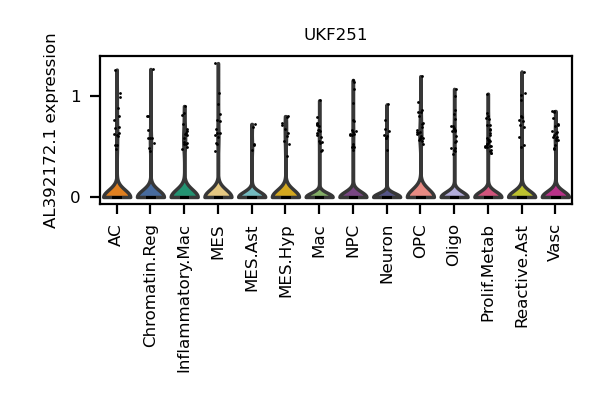 UKF251
AL392172.1 expression
1
0
AC
Chromatin.Reg
Inflammatory.Mac
MES
MES.Ast
MES.Hyp
Mac
NPC
Neuron
OPC
Oligo
Prolif.Metab
Reactive.Ast
Vasc